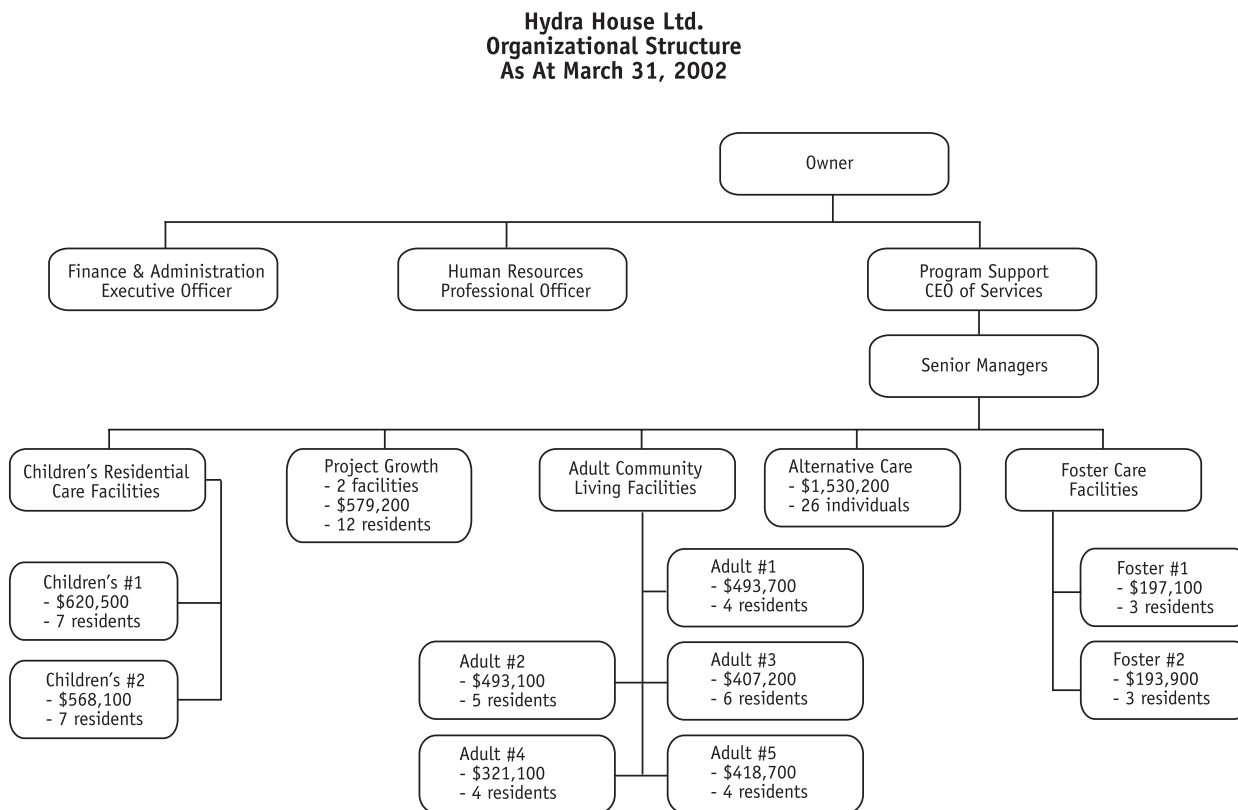 Hydra House Ltd.
Organizational Structure
As At March 31, 2002
Owner
Finance & Administration
Executive Officer
Human Resources
Professional Officer
Program Support
CEO of Services
Senior Managers
Children's Residential
Care Facilities
Project Growth
- 2 facilities
- $579,200
- 12 residents
Adult Community
Living Facilities
Alternative Care
- $1,530,200
- 26 individuals
Foster Care
Facilities
Children's #1
- $620,500
- 7 residents
Children's #2
- $568,100
- 7 residents
Adult #1
- $493,700
- 4 residents
Adult #2
- $493,100
- 5 residents
Adult #3
- $407,200
- 6 residents
Adult #4
- $321,100
- 4 residents
Adult #5
- $418,700
- 4 residents
Foster #1
- $197,100
- 3 residents
Foster #2
- $193,900
- 3 residents